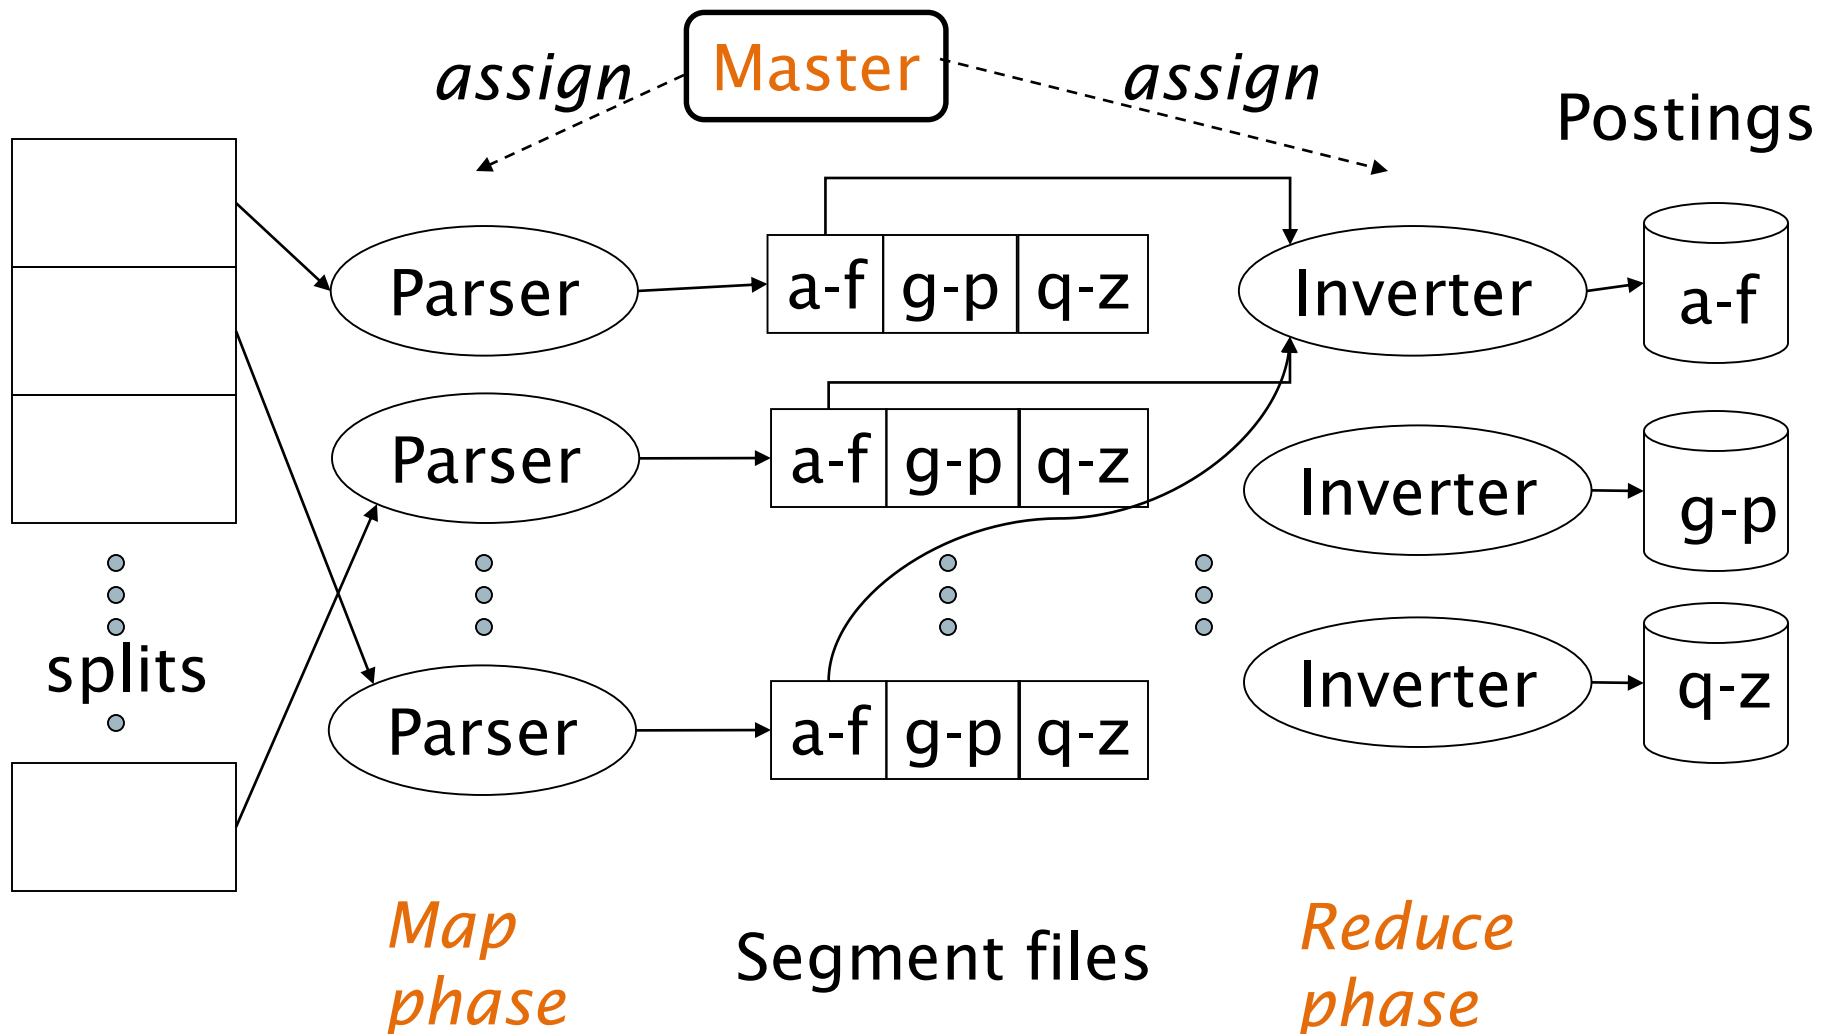 Master
assign
assign
Postings
Parser
a-f g-p q-z
Inverter
a-f
Parser
a-f g-p q-z
Inverter
g-p
splits
Parser
a-f g-p q-z
Inverter
q-z
Map
phase
Segment files
Reduce
phase